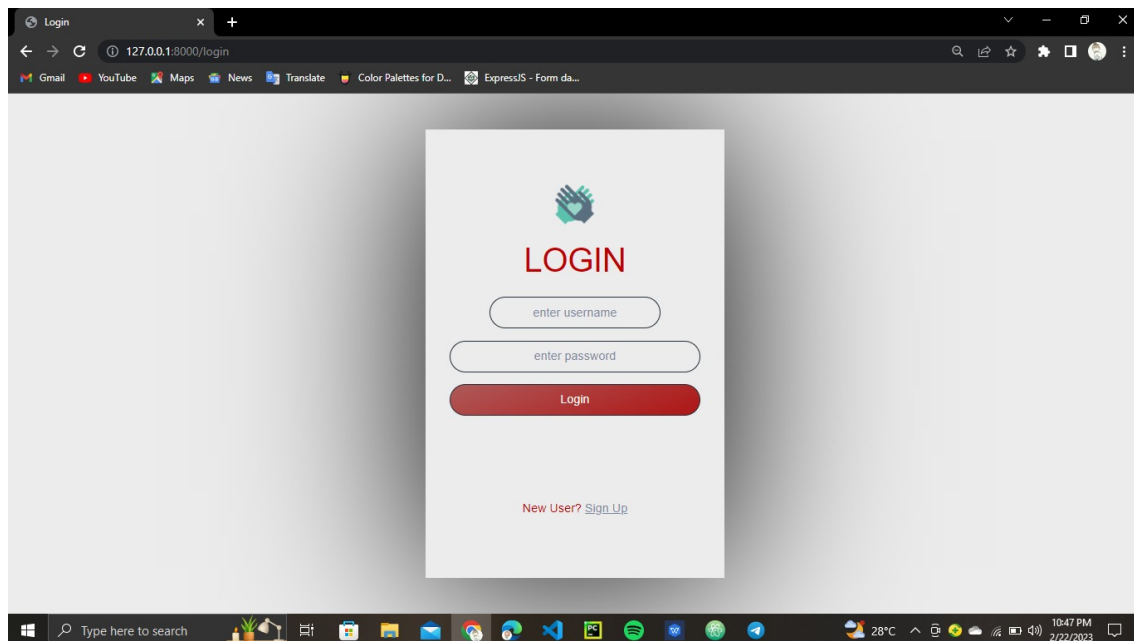 Login
127.0.0.1:8000/login
Gmail YouTube Maps News Translate Color Palettes for D... ExpressJS - Form da...
LOGIN
enter username
enter password
Login
New User? Sign Up
Type here to search
PC
W
28°C
10:47 PM
2/22/2023